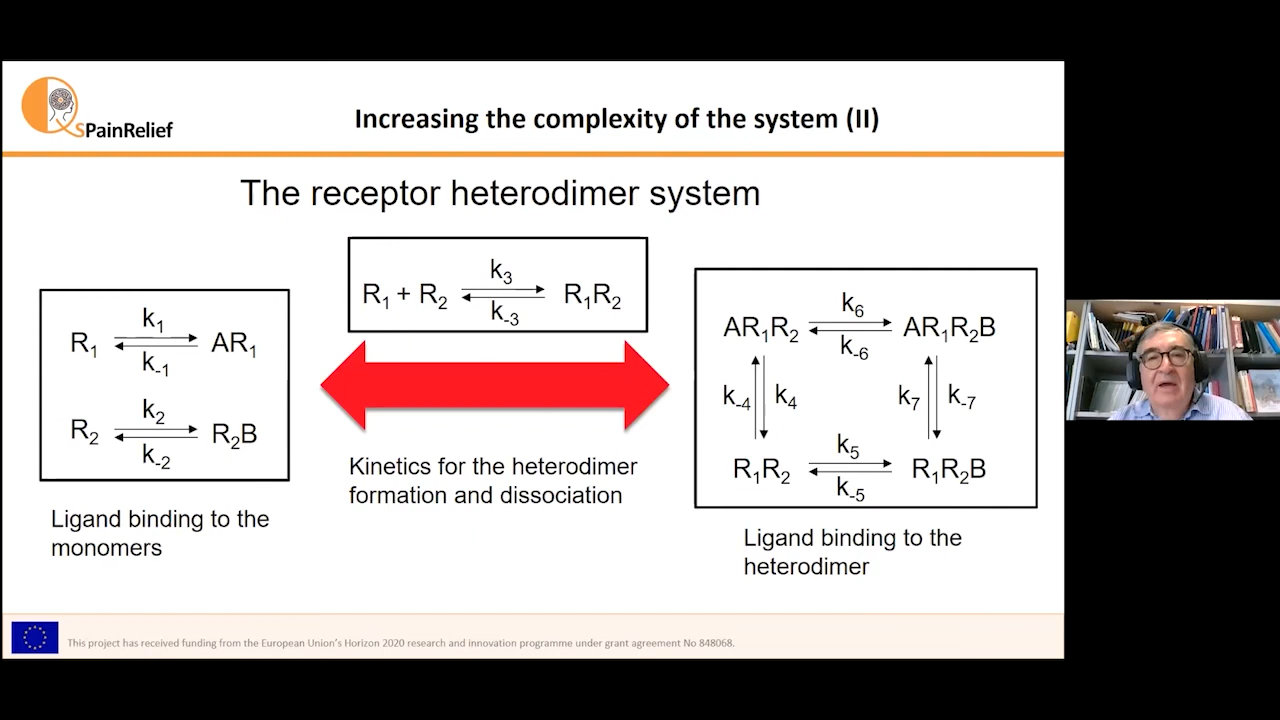 SPainRelief
Increasing the complexity of the system (II)
The receptor heterodimer system
R₁ k₁ k₋₁ AR₁
R₂ k₂ k₋₂ R₂B
Ligand binding to the
monomers
R₁ + R₂ k₃ k₋₃ R₁R₂
Kinetics for the heterodimer
formation and dissociation
AR₁R₂ k₆ k₋₆ AR₁R₂B
k₋₄ k₄ k₇ k₋₇
R₁R₂ k₅ k₋₅ R₁R₂B
Ligand binding to the
heterodimer
This project has received funding from the European Union's Horizon 2020 research and innovation programme under grant agreement No 848068.